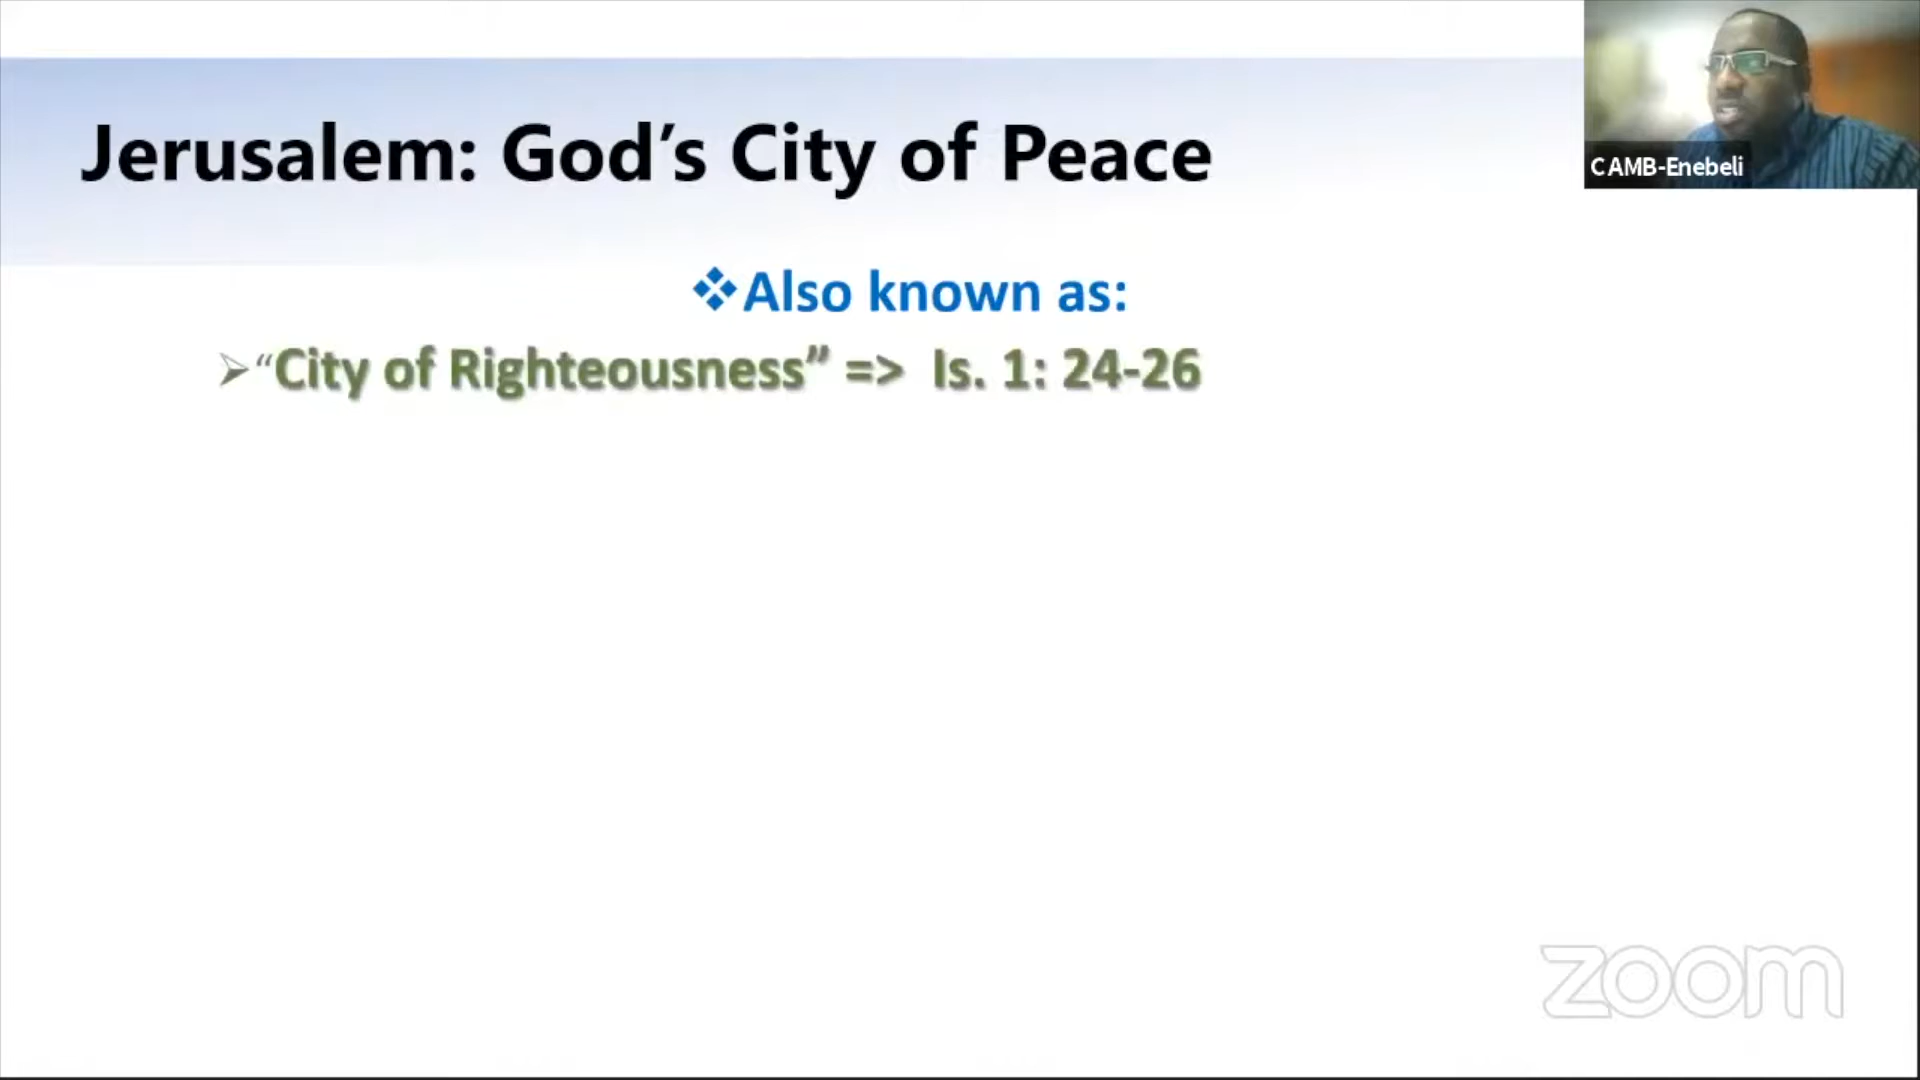 Jerusalem: God’s City of Peace
CAMB-Enebeli
❖Also known as:
➢“City of Righteousness” => Is. 1: 24-26
zoom